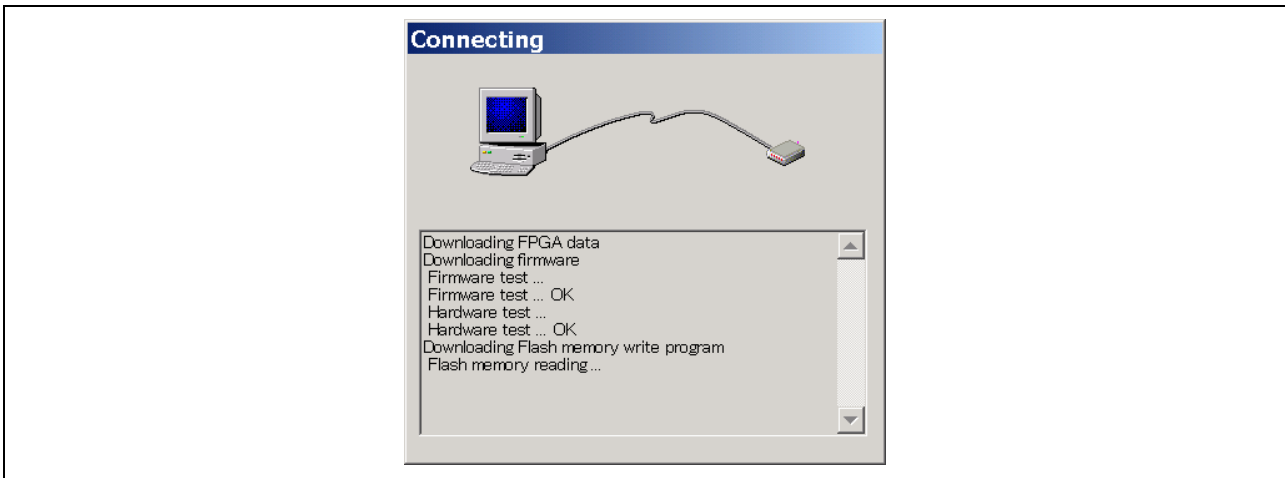 Connecting
Downloading FPGA data
Downloading firmware
Firmware test ...
Firmware test ... OK
Hardware test ...
Hardware test ... OK
Downloading Flash memory write program
Flash memory reading ...